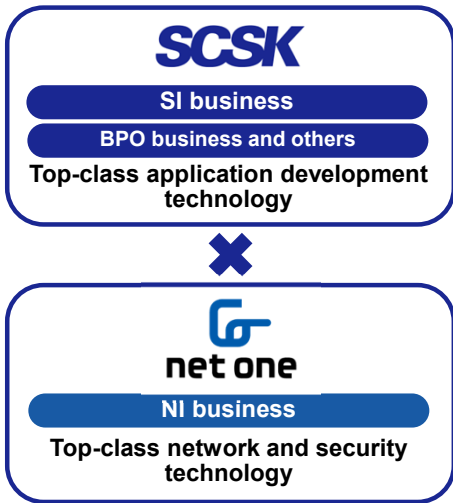 SCSK
SI business
BPO business and others
Top-class application development
technology
net one
NI business
Top-class network and security
technology